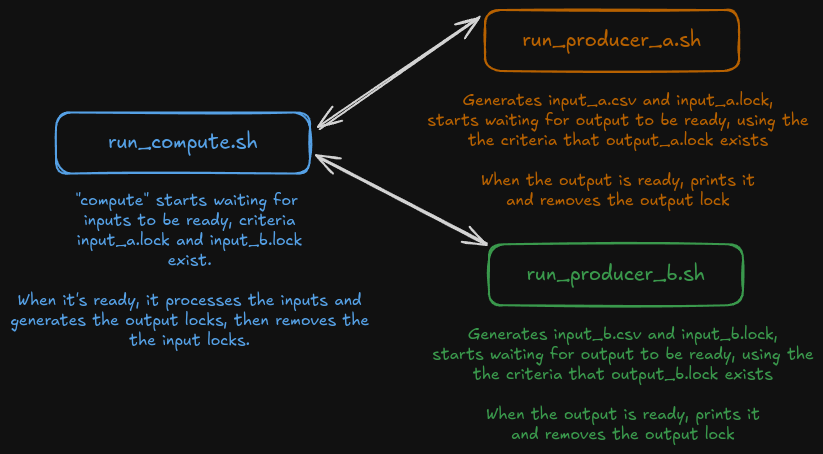 run_compute.sh
"compute" starts waiting for
inputs to be ready, criteria
input_a.lock and input_b.lock
exist.
When it's ready, it processes the inputs and
generates the output locks, then removes the
the input locks.
run_producer_a.sh
Generates input_a.csv and input_a.lock,
starts waiting for output to be ready, using the
the criteria that output_a.lock exists
When the output is ready, prints it
and removes the output lock
run_producer_b.sh
Generates input_b.csv and input_b.lock,
starts waiting for output to be ready, using the
the criteria that output_b.lock exists
When the output is ready, prints it
and removes the output lock